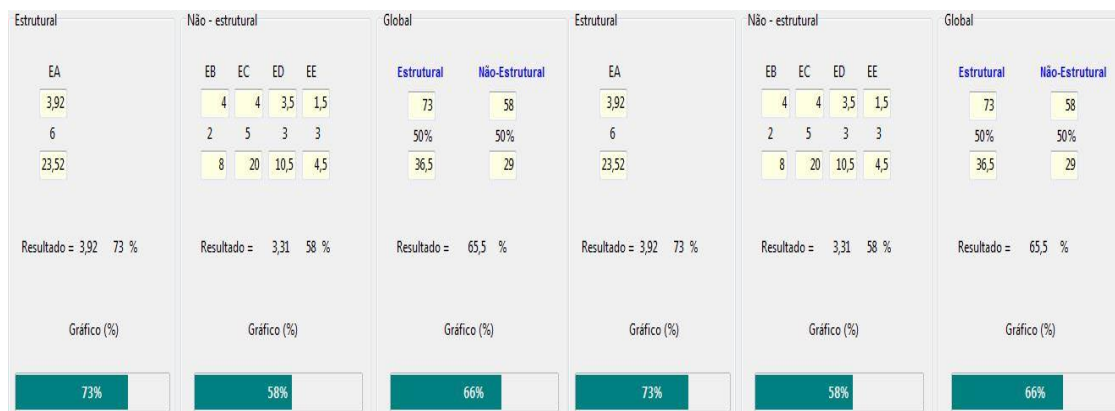 Estrutural Não - estrutural Global Estrutural Não - estrutural Global
EA EB EC ED EE Estrutural Não-Estrutural EA EB EC ED EE Estrutural Não-Estrutural
3,92 4 4 3,5 1,5 73 58 3,92 4 4 3,5 1,5 73 58
6 2 5 3 3 50% 50% 6 2 5 3 3 50% 50%
23,52 8 20 10,5 4,5 36,5 29 23,52 8 20 10,5 4,5 36,5 29
Resultado = 3,92 73 % Resultado = 3,31 58 % Resultado = 65,5 % Resultado = 3,92 73 % Resultado = 3,31 58 % Resultado = 65,5 %
Gráfico (%) Gráfico (%) Gráfico (%) Gráfico (%) Gráfico (%) Gráfico (%)
73% 58% 66% 73% 58% 66%